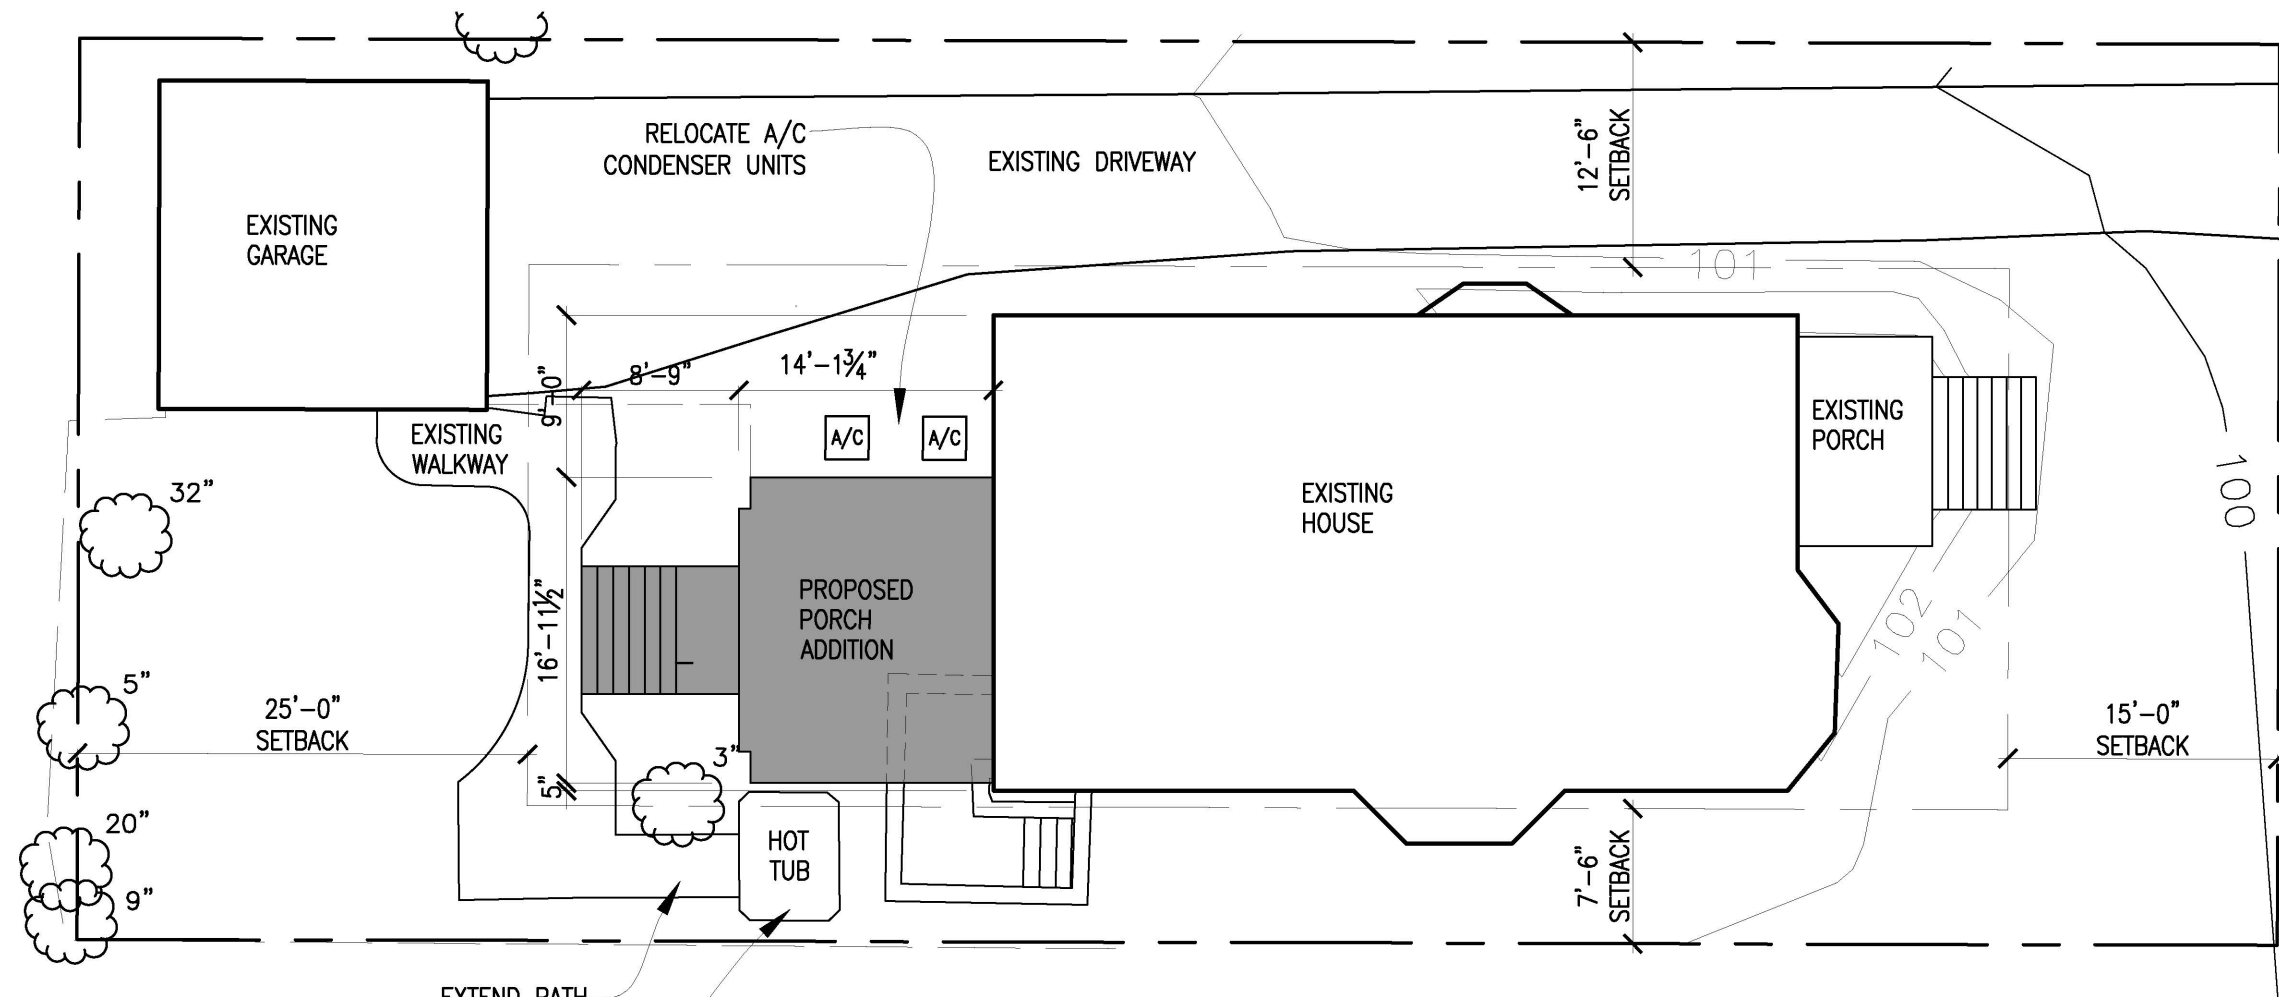 RELOCATE A/C
CONDENSER UNITS
EXISTING DRIVEWAY
12'-6"
SETBACK
EXISTING
GARAGE
101
8'-9"
14'-1¾"
9'-0"
A/C
A/C
EXISTING
WALKWAY
EXISTING
PORCH
32"
EXISTING
HOUSE
100
16'-11½"
PROPOSED
PORCH
ADDITION
102
101
5"
25'-0"
SETBACK
15'-0"
SETBACK
3"
5"
20"
HOT
TUB
7'-6"
SETBACK
9"
EXTEND PATH